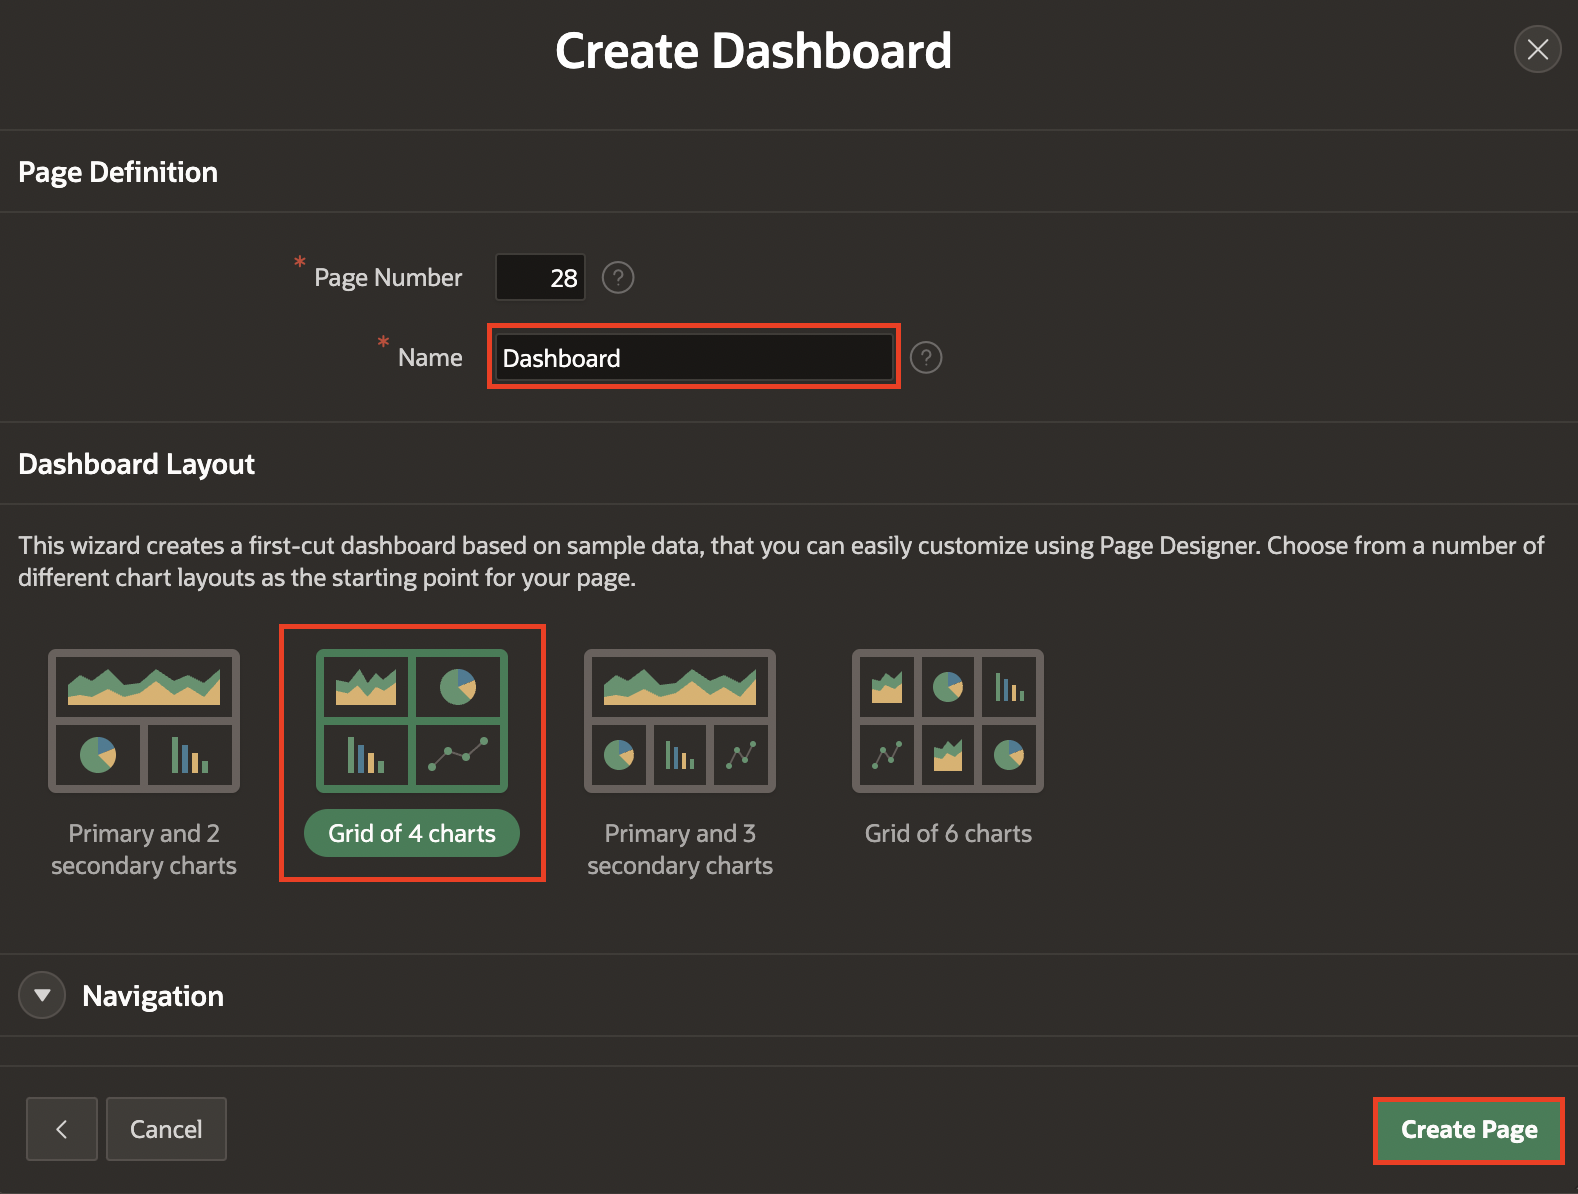 Create Dashboard
Page Definition
* Page Number 28 ?
* Name Dashboard ?
Dashboard Layout
This wizard creates a first-cut dashboard based on sample data, that you can easily customize using Page Designer. Choose from a number of
different chart layouts as the starting point for your page.
Primary and 2
secondary charts
Grid of 4 charts
Primary and 3
secondary charts
Grid of 6 charts
Navigation
Cancel
Create Page